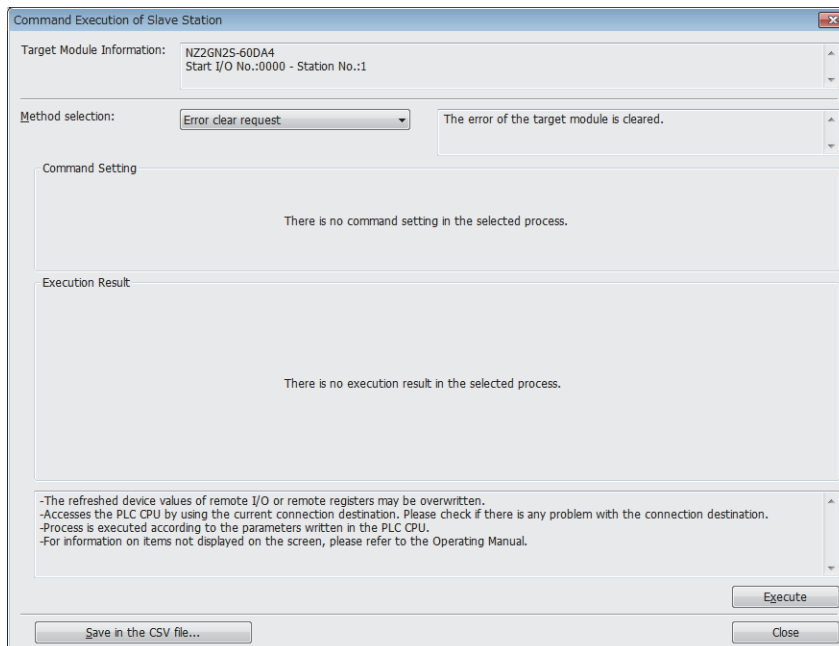 Command Execution of Slave Station
Target Module Information:
NZ2GN2S-60DA4
Start I/O No.:0000 - Station No.:1
Method selection:
Error clear request
The error of the target module is cleared.
Command Setting
There is no command setting in the selected process.
Execution Result
There is no execution result in the selected process.
-The refreshed device values of remote I/O or remote registers may be overwritten.
-Accesses the PLC CPU by using the current connection destination. Please check if there is any problem with the connection destination.
-Process is executed according to the parameters written in the PLC CPU.
-For information on items not displayed on the screen, please refer to the Operating Manual.
Execute
Save in the CSV file...
Close